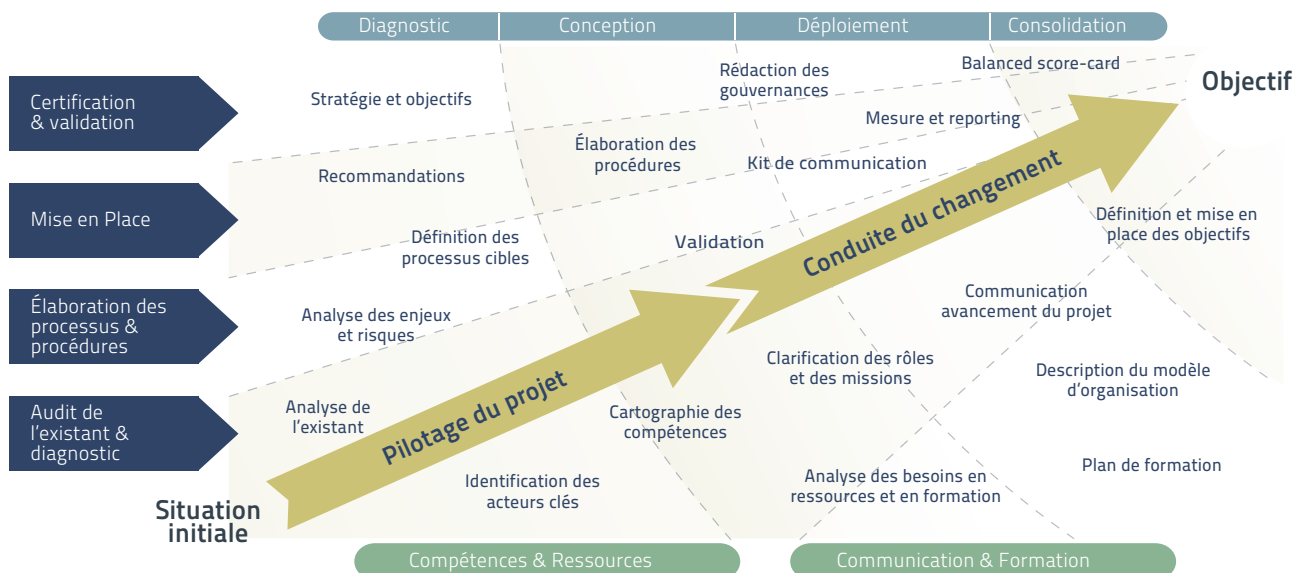 Diagnostic
Conception
Déploiement
Consolidation
Certification
& validation
Mise en Place
Élaboration des
processus &
procédures
Audit de
l'existant &
diagnostic
Stratégie et objectifs
Rédaction des
gouvernances
Balanced score-card
Objectif
Mesure et reporting
Élaboration des
procédures
Kit de communication
Recommandations
Définition des
processus cibles
Validation
Conduite du changement
Définition et mise en
place des objectifs
Analyse des enjeux
et risques
Communication
avancement du projet
Clarification des rôles
et des missions
Description du modèle
d'organisation
Analyse de
l'existant
Pilotage du projet
Cartographie des
compétences
Identification des
acteurs clés
Analyse des besoins en
ressources et en formation
Plan de formation
Situation
initiale
Compétences & Ressources
Communication & Formation